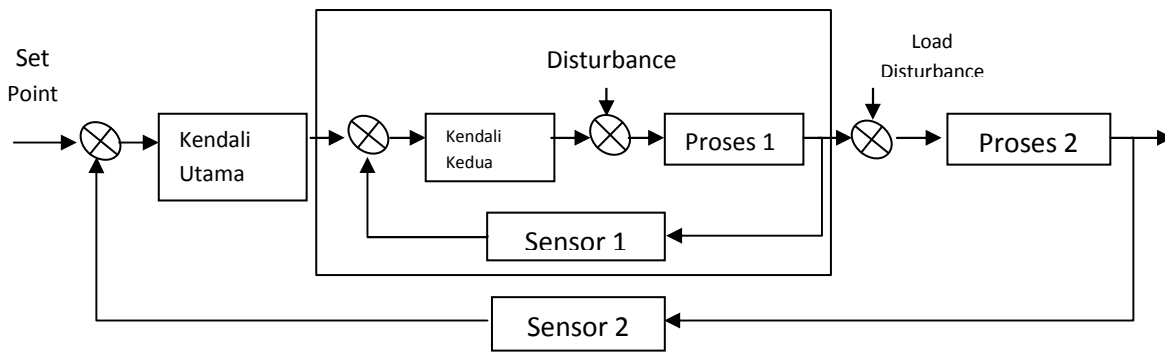 Set
Point
Kendali
Utama
Kendali
Kedua
Disturbance
Proses 1
Load
Disturbance
Proses 2
Sensor 1
Sensor 2